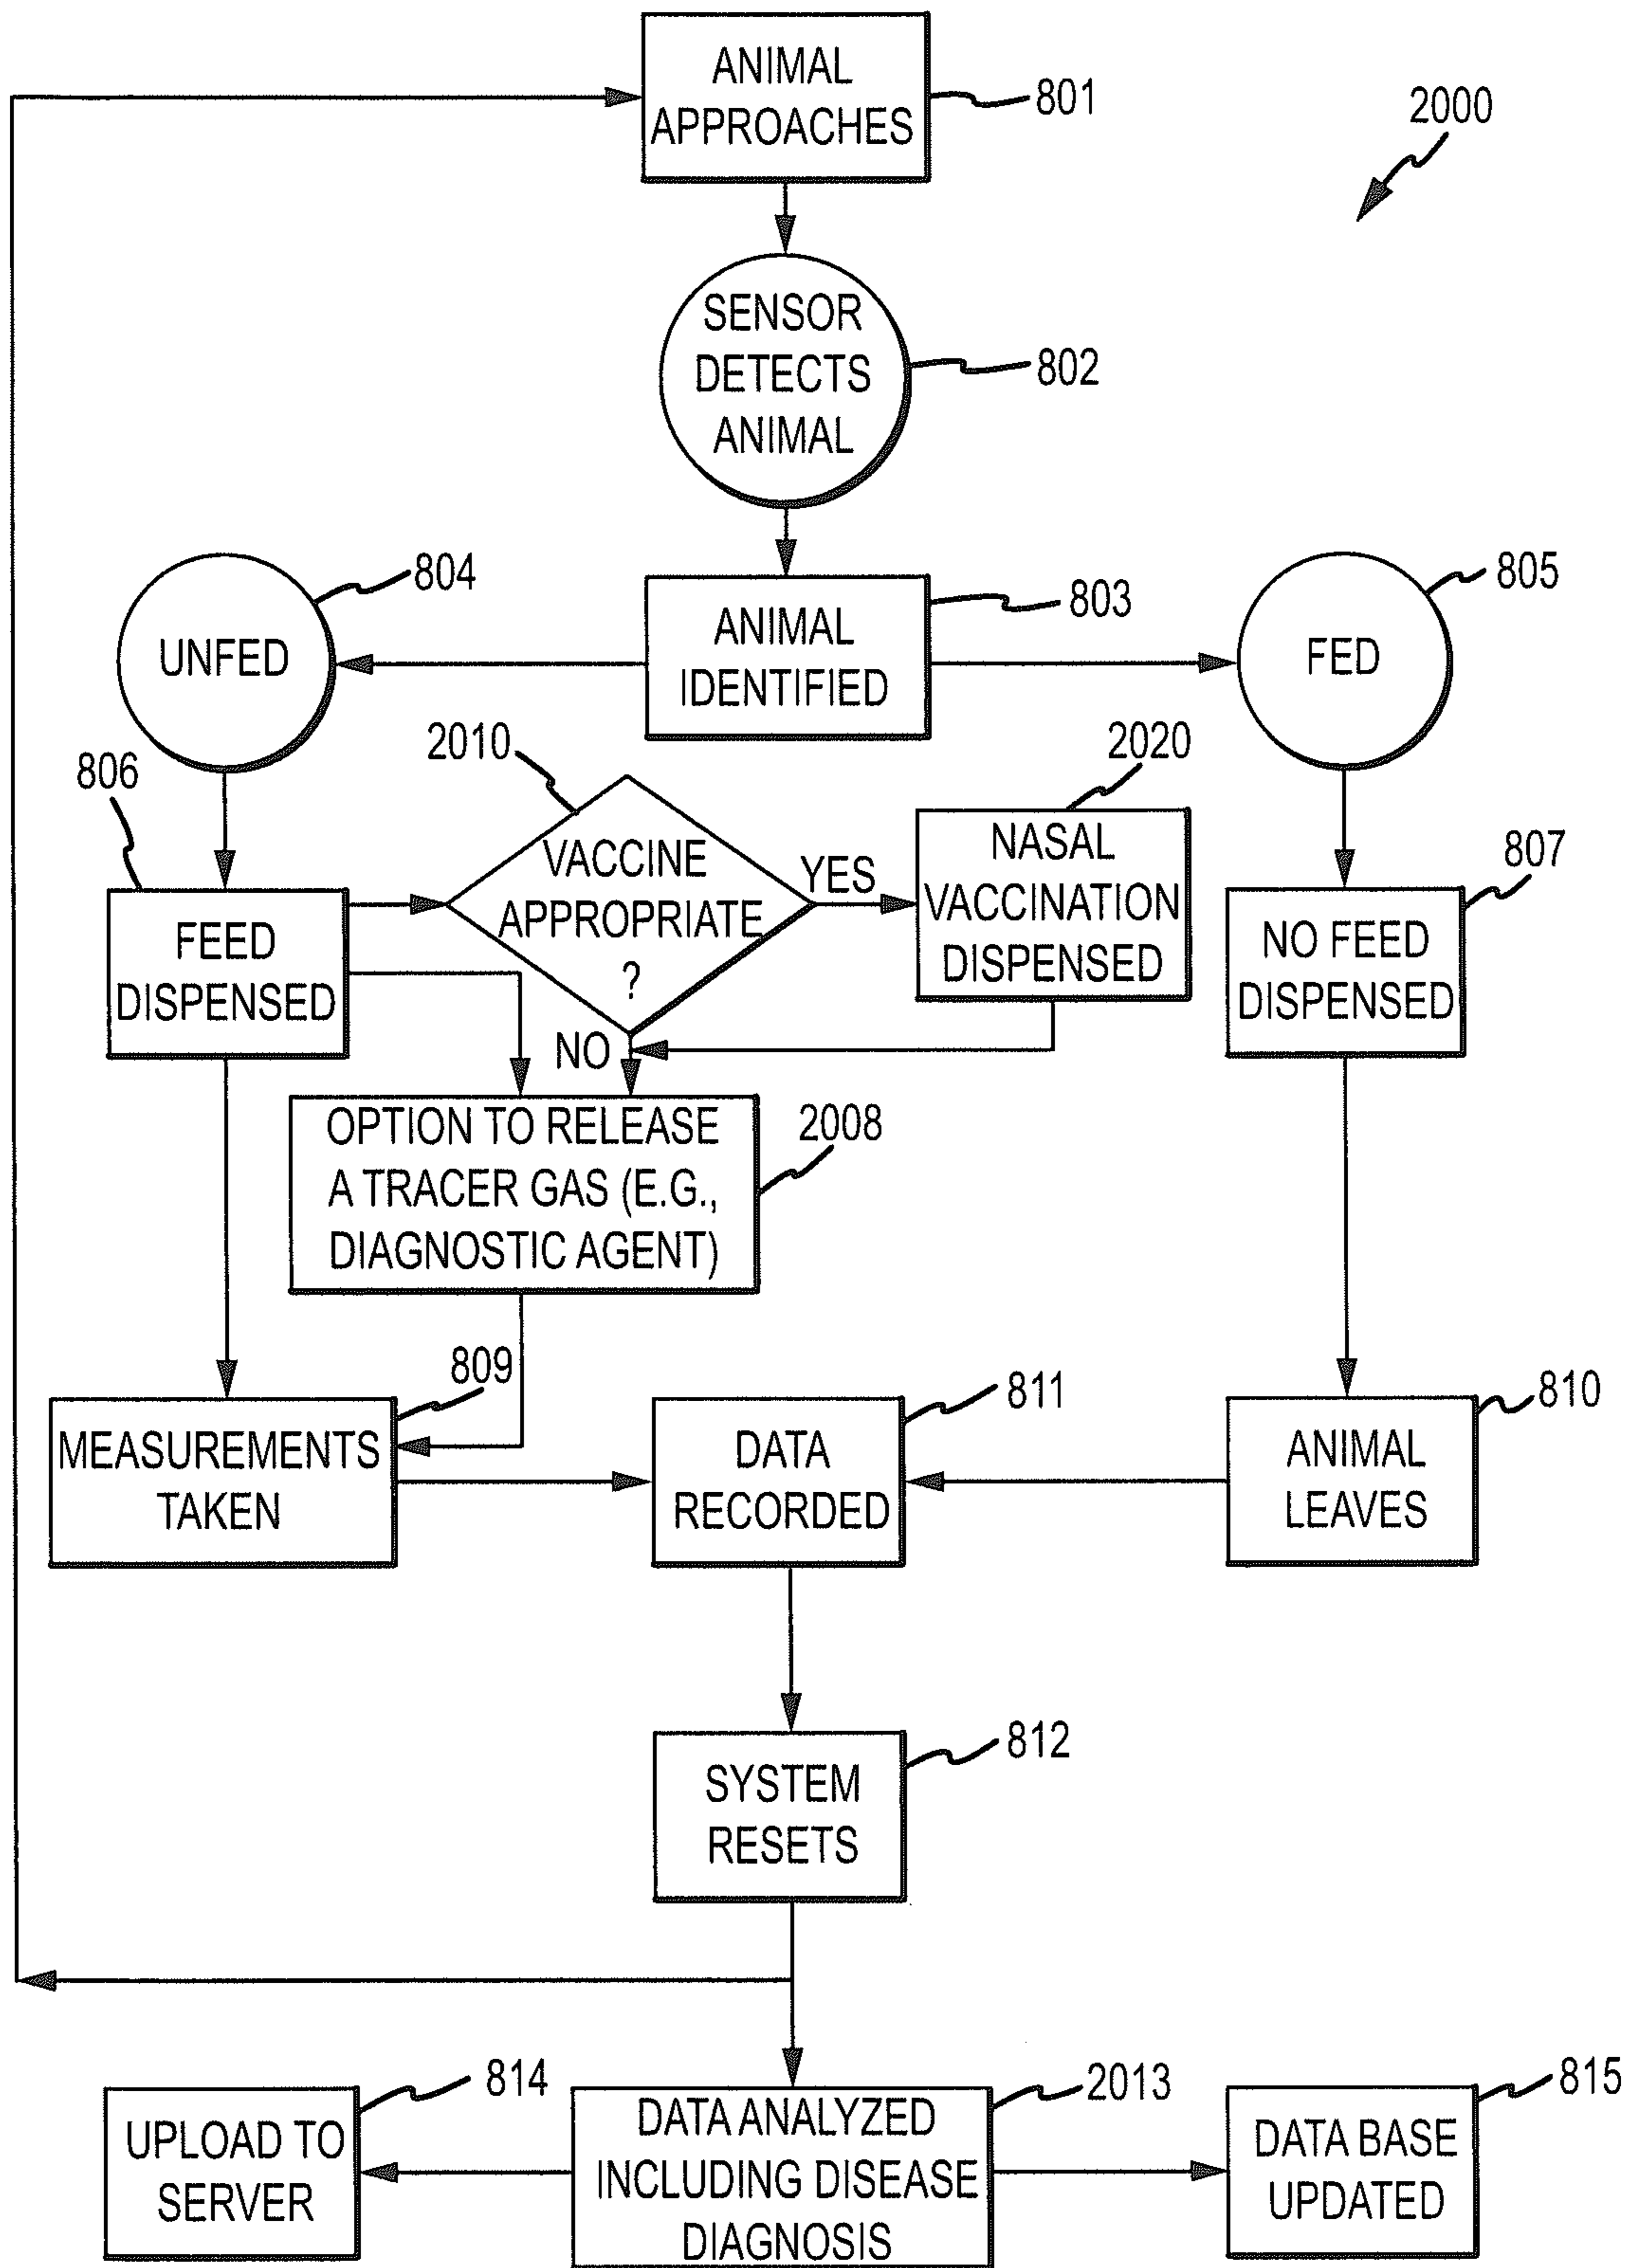 ANIMAL
APPROACHES
801
2000
SENSOR
DETECTS
ANIMAL
802
804
UNFED
ANIMAL
IDENTIFIED
803
805
FED
806
FEED
DISPENSED
2010
VACCINE
APPROPRIATE
?
YES
NO
2020
NASAL
VACCINATION
DISPENSED
807
NO FEED
DISPENSED
OPTION TO RELEASE
A TRACER GAS (E.G.,
DIAGNOSTIC AGENT)
2008
809
MEASUREMENTS
TAKEN
811
DATA
RECORDED
810
ANIMAL
LEAVES
812
SYSTEM
RESETS
814
UPLOAD TO
SERVER
2013
DATA ANALYZED
INCLUDING DISEASE
DIAGNOSIS
815
DATA BASE
UPDATED